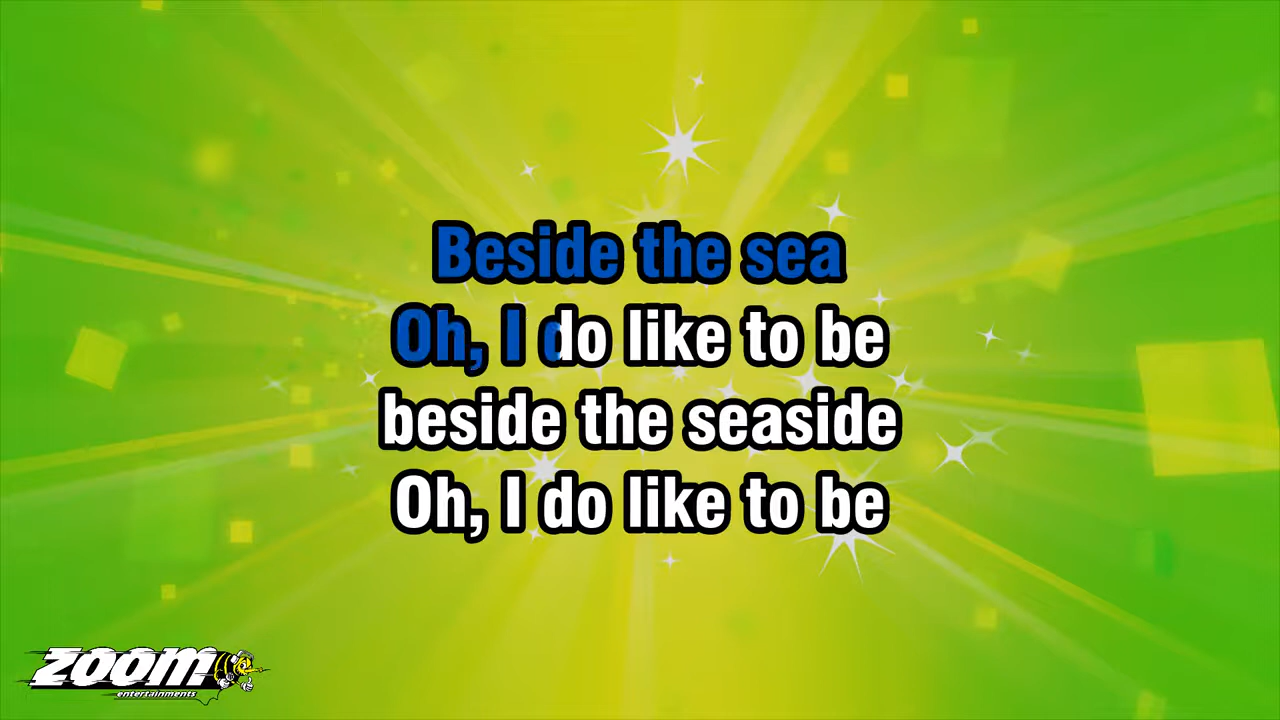 Beside the sea
Oh, I do like to be
beside the seaside
Oh, I do like to be
ZOOM
entertainments